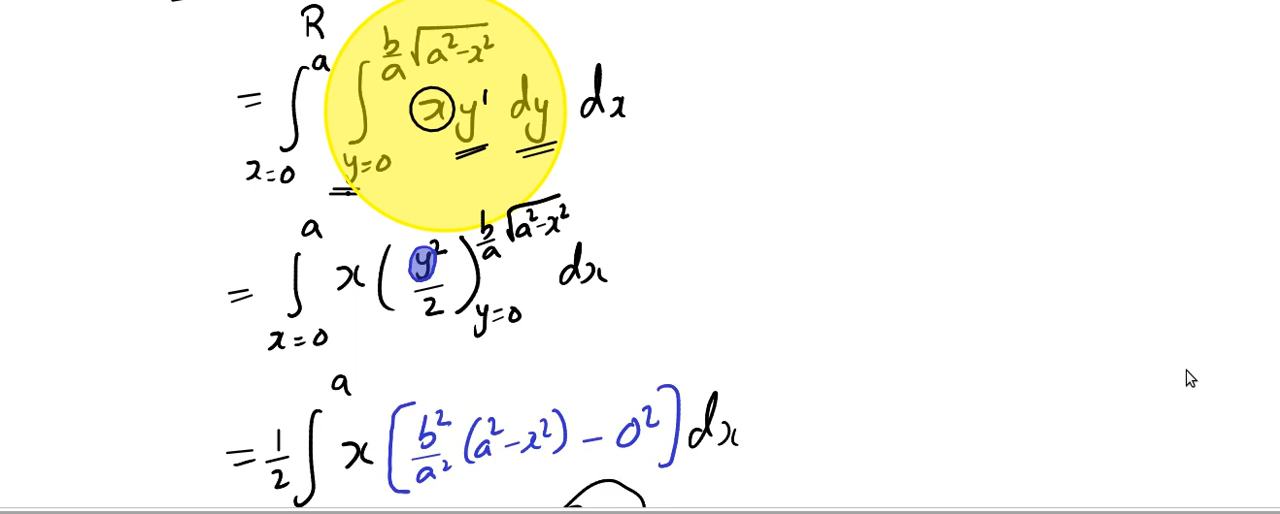 R
= ∫_{x=0}^{a} ∫_{y=0}^{b/a √(a²-x²)} x y¹ dy dx
= ∫_{x=0}^{a} x (y²/2)_{y=0}^{b/a √(a²-x²)} dx
= 1/2 ∫^{a} x [b²/a² (a²-x²) - 0²] dx